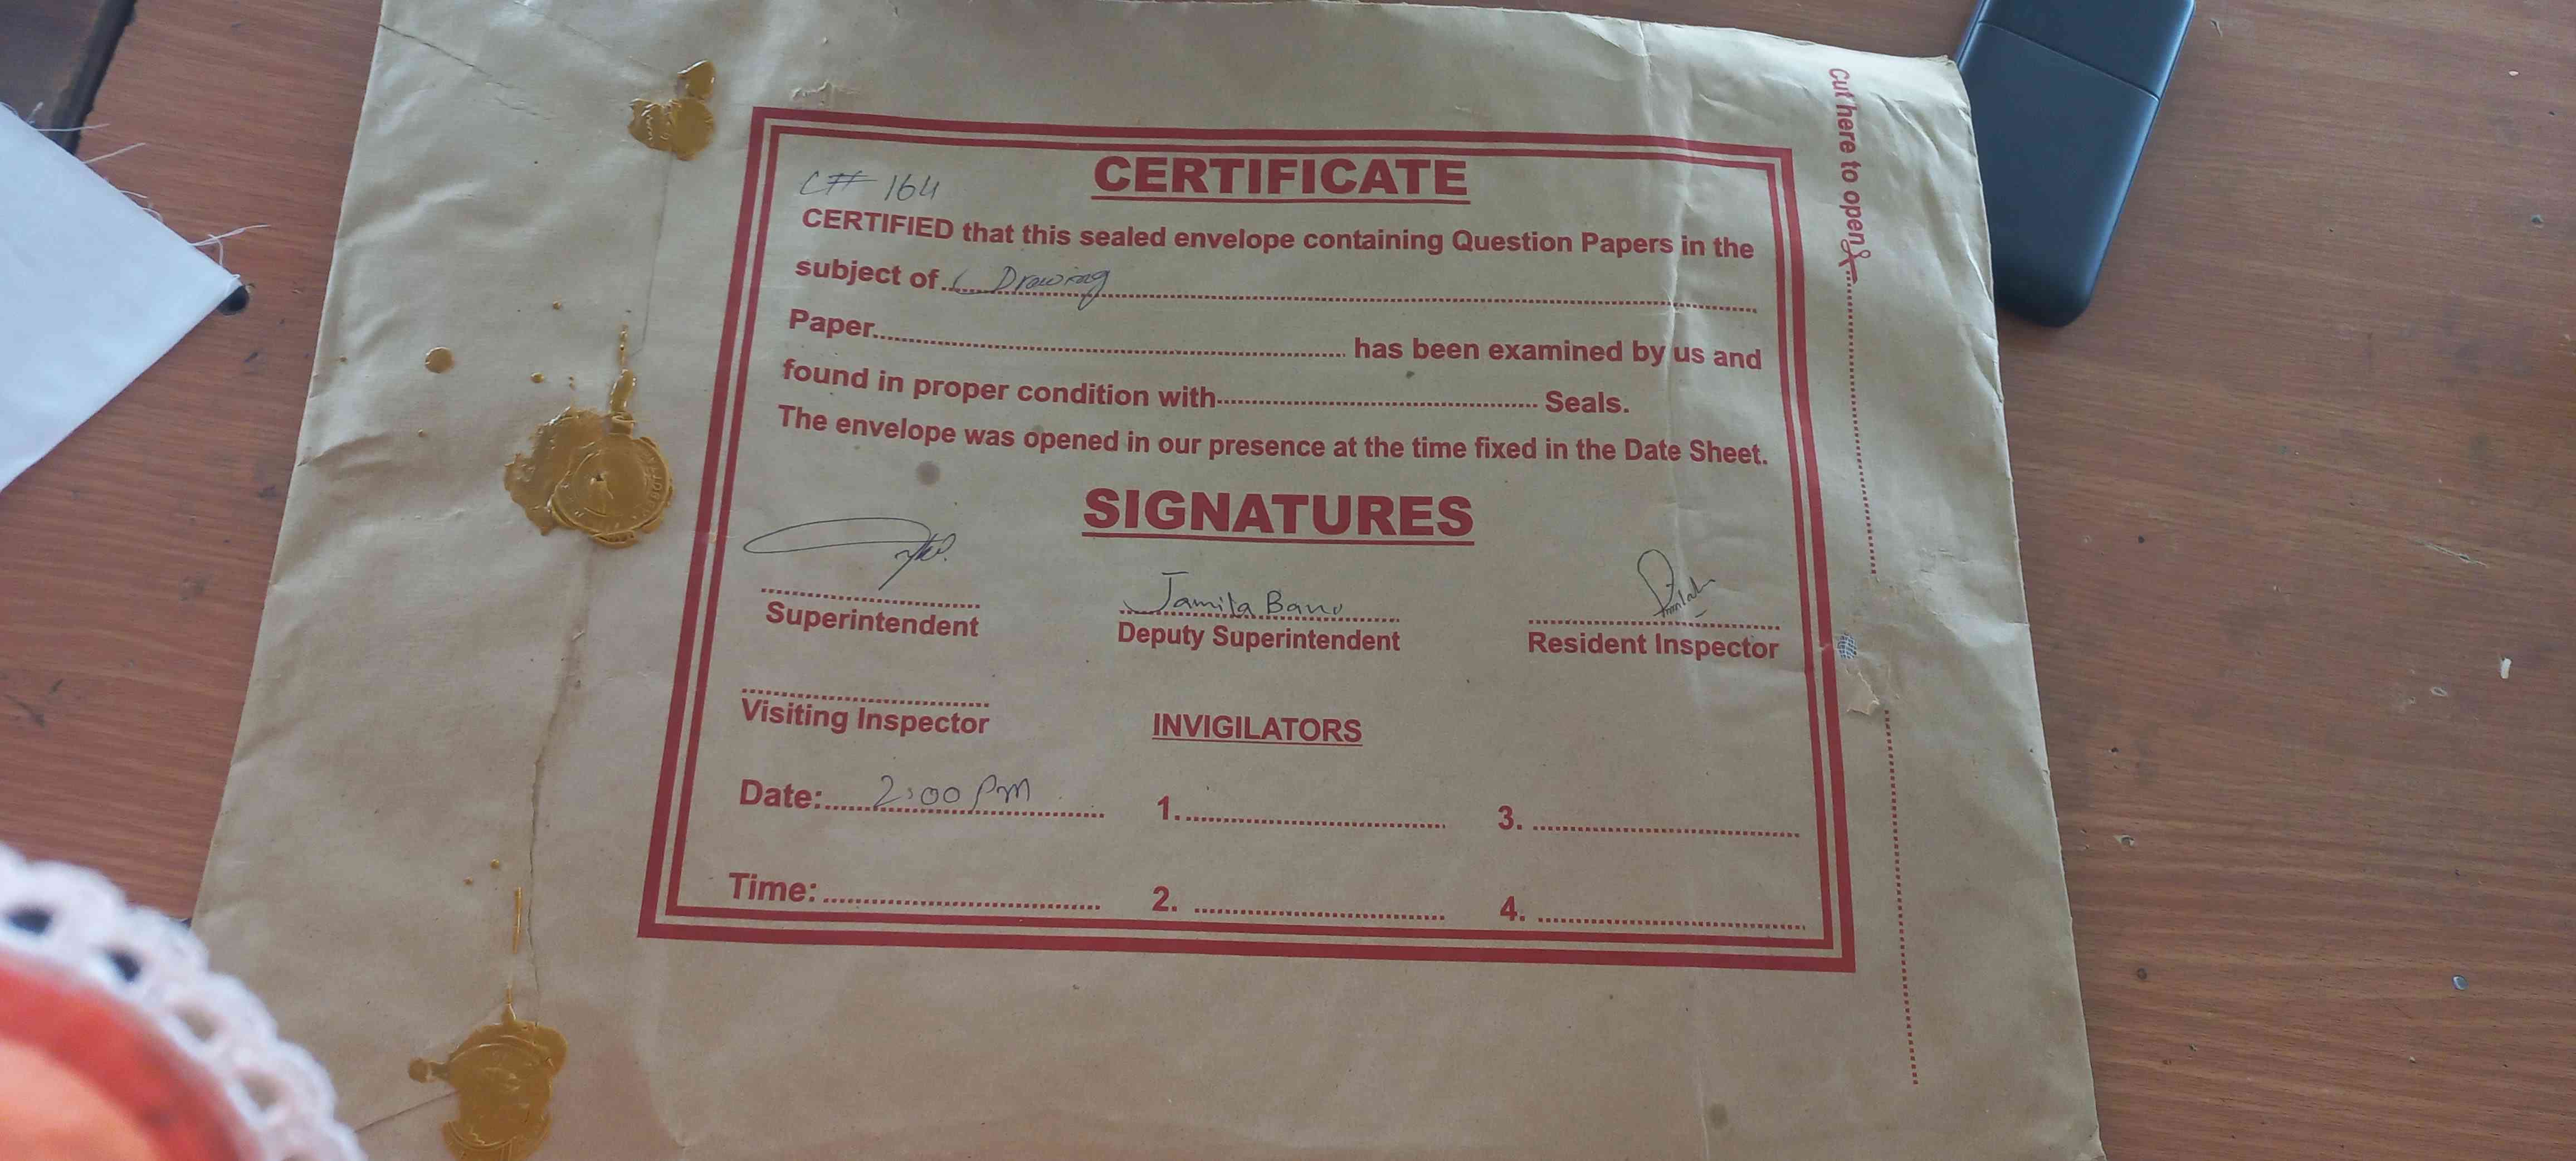 C# 164
CERTIFICATE
CERTIFIED that this sealed envelope containing Question Papers in the
subject of Drawing
Paper has been examined by us and
found in proper condition with Seals.
The envelope was opened in our presence at the time fixed in the Date Sheet.
SIGNATURES
Jamila Bano
Superintendent Deputy Superintendent Resident Inspector
Visiting Inspector INVIGILATORS
Date: 2:00 Pm 1. 3.
Time: 2. 4.
Cut here to open